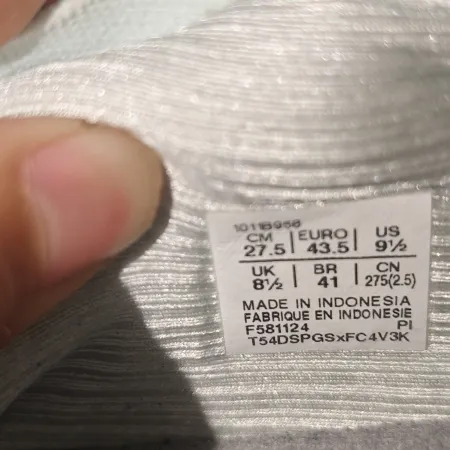 1011B958
CM | EURO | US
27.5 | 43.5 | 9½
UK | BR | CN
8½ | 41 | 275(2.5)
MADE IN INDONESIA
FABRIQUE EN INDONESIE
F581124 PI
T54DSPGSxFC4V3K